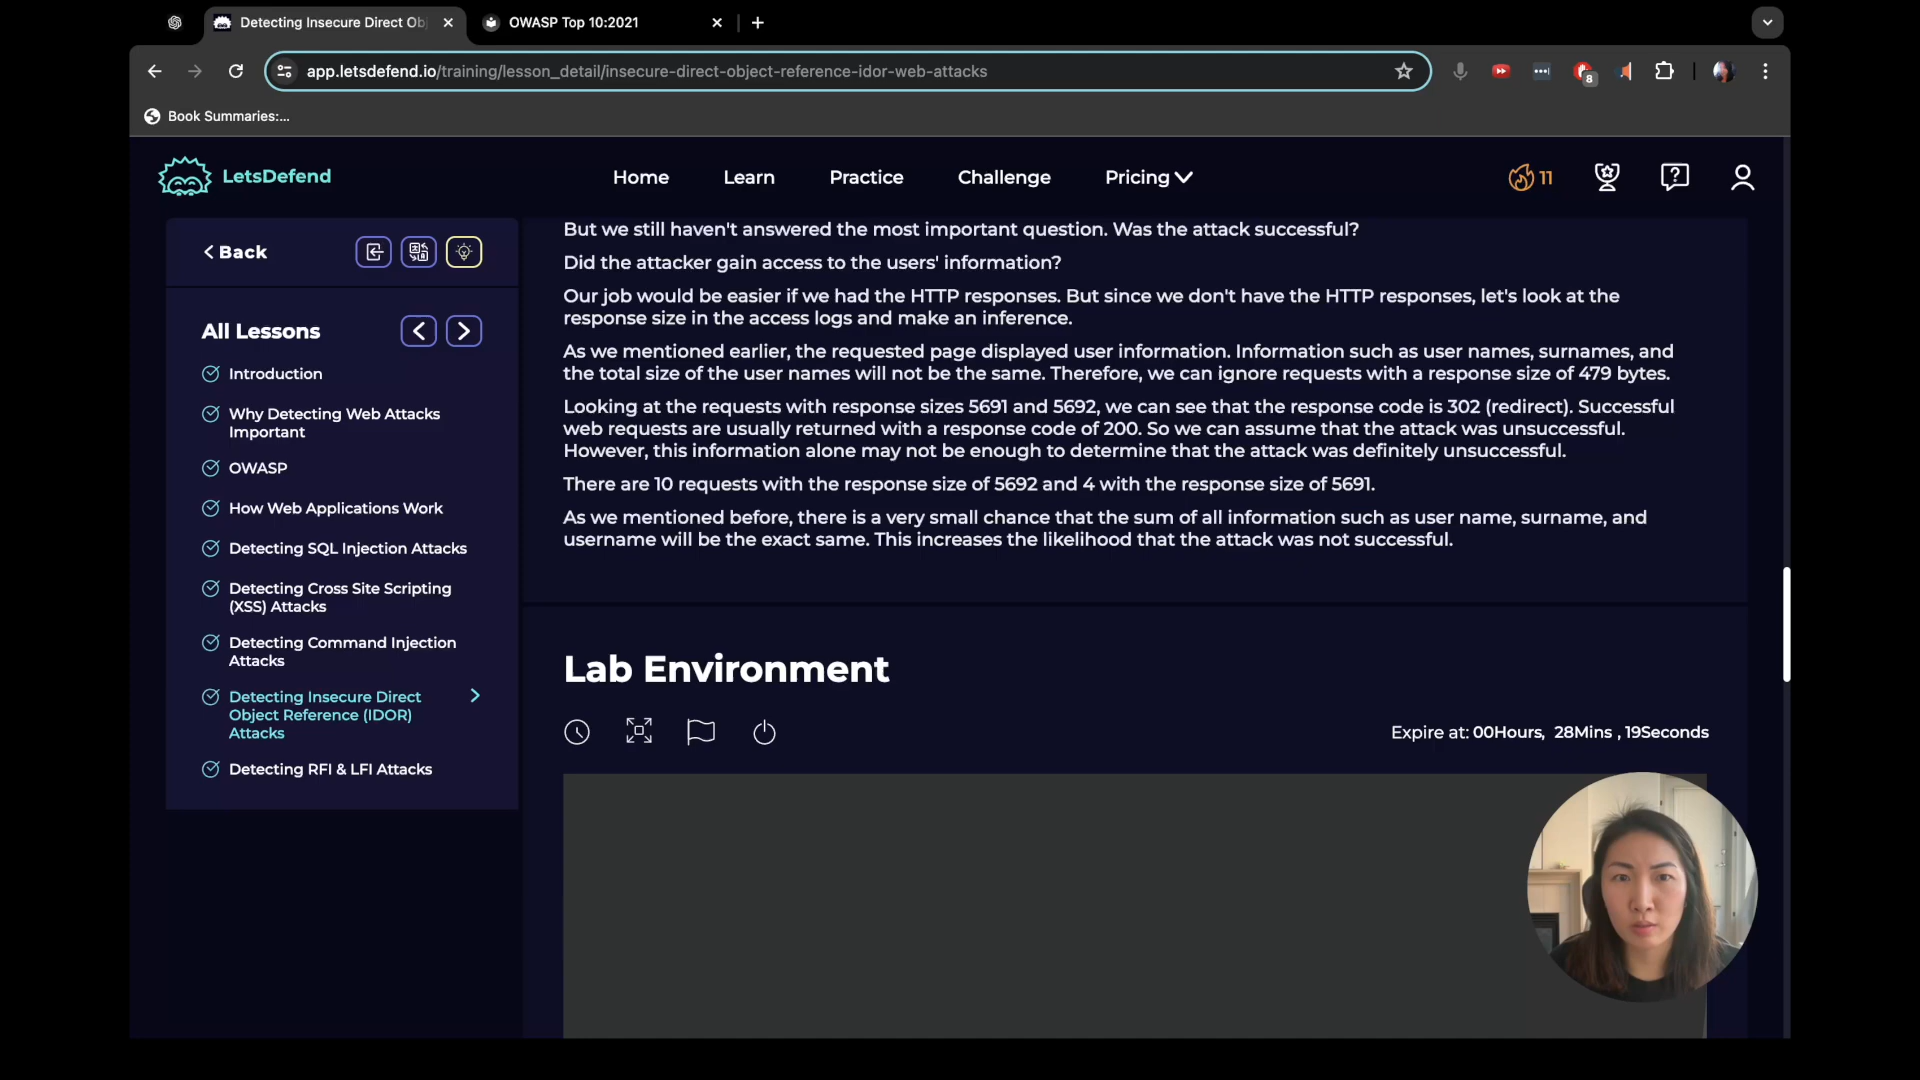 Detecting Insecure Direct Ob
OWASP Top 10:2021
app.letsdefend.io/training/lesson_detail/insecure-direct-object-reference-idor-web-attacks
8
Book Summaries:...
LetsDefend
Home
Learn
Practice
Challenge
Pricing
11
Back
All Lessons
Introduction
Why Detecting Web Attacks
Important
OWASP
How Web Applications Work
Detecting SQL Injection Attacks
Detecting Cross Site Scripting
(XSS) Attacks
Detecting Command Injection
Attacks
Detecting Insecure Direct
Object Reference (IDOR)
Attacks
Detecting RFI & LFI Attacks
But we still haven't answered the most important question. Was the attack successful?
Did the attacker gain access to the users' information?
Our job would be easier if we had the HTTP responses. But since we don't have the HTTP responses, let's look at the
response size in the access logs and make an inference.
As we mentioned earlier, the requested page displayed user information. Information such as user names, surnames, and
the total size of the user names will not be the same. Therefore, we can ignore requests with a response size of 479 bytes.
Looking at the requests with response sizes 5691 and 5692, we can see that the response code is 302 (redirect). Successful
web requests are usually returned with a response code of 200. So we can assume that the attack was unsuccessful.
However, this information alone may not be enough to determine that the attack was definitely unsuccessful.
There are 10 requests with the response size of 5692 and 4 with the response size of 5691.
As we mentioned before, there is a very small chance that the sum of all information such as user name, surname, and
username will be the exact same. This increases the likelihood that the attack was not successful.
Lab Environment
Expire at: 00Hours, 28Mins , 19Seconds